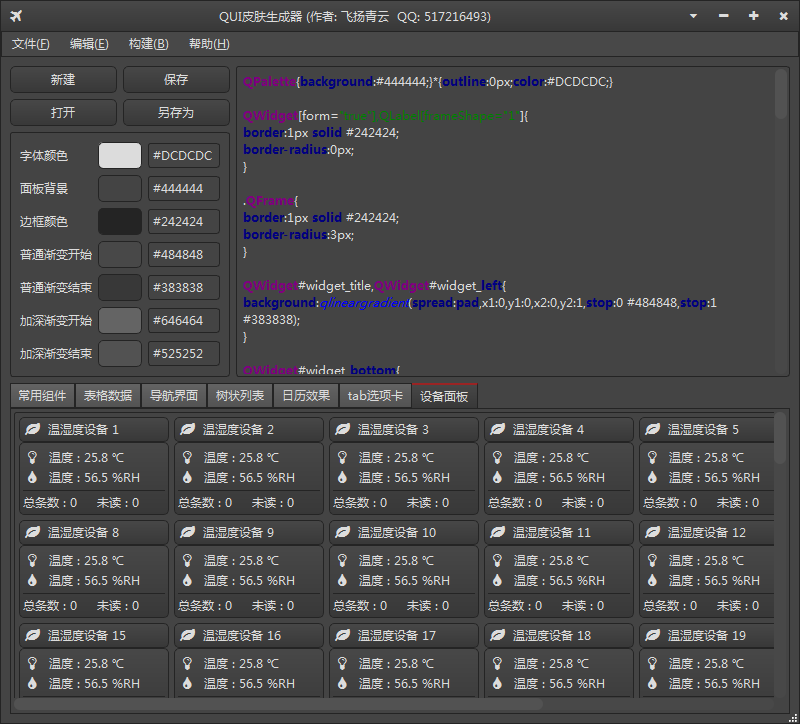 QUI皮肤生成器 (作者: 飞扬青云  QQ: 517216493)
文件(F) 编辑(E) 构建(B) 帮助(H)
新建 保存
打开 另存为
字体颜色 #DCDCDC
面板背景 #444444
边框颜色 #242424
普通渐变开始 #484848
普通渐变结束 #383838
加深渐变开始 #646464
加深渐变结束 #525252
QPalette{background:#444444;}*{outline:0px;color:#DCDCDC;}
QWidget[form="true"],QLabel[frameShape="1"]{
border:1px solid #242424;
border-radius:0px;
}
.QFrame{
border:1px solid #242424;
border-radius:3px;
}
QWidget#widget_title,QWidget#widget_left{
background:qlineargradient(spread:pad,x1:0,y1:0,x2:0,y2:1,stop:0 #484848,stop:1
#383838);
}
QWidget#widget_bottom{
常用组件 表格数据 导航界面 树状列表 日历效果 tab选项卡 设备面板
温湿度设备 1 温湿度设备 2 温湿度设备 3 温湿度设备 4 温湿度设备 5
温度 : 25.8 ℃ 温度 : 25.8 ℃ 温度 : 25.8 ℃ 温度 : 25.8 ℃ 温度 : 25.8 ℃
温度 : 56.5 %RH 温度 : 56.5 %RH 温度 : 56.5 %RH 温度 : 56.5 %RH 温度 : 56.5 %RH
总条数 : 0 未读 : 0 总条数 : 0 未读 : 0 总条数 : 0 未读 : 0 总条数 : 0 未读 : 0 总条数 : 0 未读 : 0
温湿度设备 8 温湿度设备 9 温湿度设备 10 温湿度设备 11 温湿度设备 12
温度 : 25.8 ℃ 温度 : 25.8 ℃ 温度 : 25.8 ℃ 温度 : 25.8 ℃ 温度 : 25.8 ℃
温度 : 56.5 %RH 温度 : 56.5 %RH 温度 : 56.5 %RH 温度 : 56.5 %RH 温度 : 56.5 %RH
总条数 : 0 未读 : 0 总条数 : 0 未读 : 0 总条数 : 0 未读 : 0 总条数 : 0 未读 : 0 总条数 : 0 未读 : 0
温湿度设备 15 温湿度设备 16 温湿度设备 17 温湿度设备 18 温湿度设备 19
温度 : 25.8 ℃ 温度 : 25.8 ℃ 温度 : 25.8 ℃ 温度 : 25.8 ℃ 温度 : 25.8 ℃
温度 : 56.5 %RH 温度 : 56.5 %RH 温度 : 56.5 %RH 温度 : 56.5 %RH 温度 : 56.5 %RH